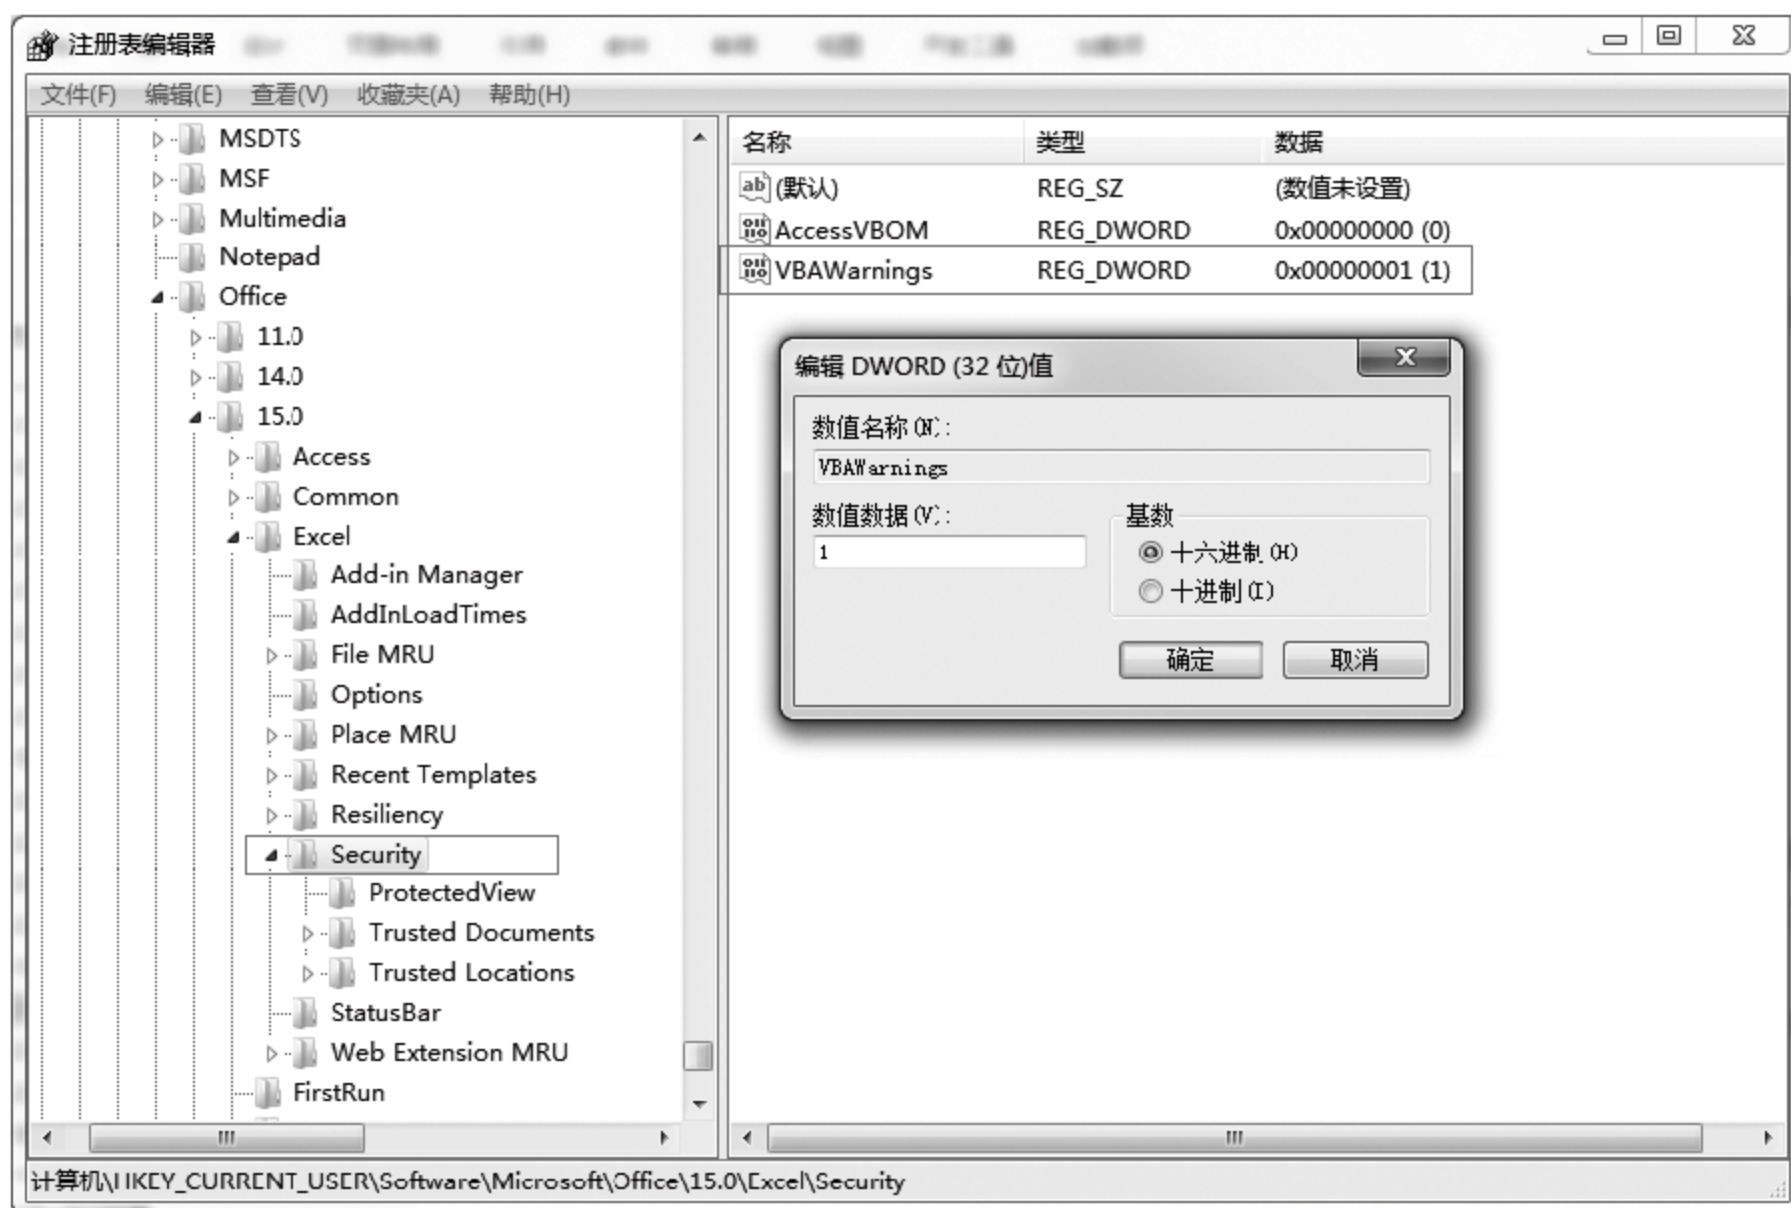 注册表编辑器
文件(F) 编辑(E) 查看(V) 收藏夹(A) 帮助(H)
MSDTS
MSF
Multimedia
Notepad
Office
11.0
14.0
15.0
Access
Common
Excel
Add-in Manager
AddInLoadTimes
File MRU
Options
Place MRU
Recent Templates
Resiliency
Security
ProtectedView
Trusted Documents
Trusted Locations
StatusBar
Web Extension MRU
FirstRun
名称 类型 数据
(默认) REG_SZ (数值未设置)
AccessVBOM REG_DWORD 0x00000000 (0)
VBAWarnings REG_DWORD 0x00000001 (1)
编辑 DWORD (32 位)值
数值名称(N):
VBAWarnings
数值数据(V):
1
基数
十六进制(H)
十进制(I)
确定 取消
计算机\HKEY_CURRENT_USER\Software\Microsoft\Office\15.0\Excel\Security